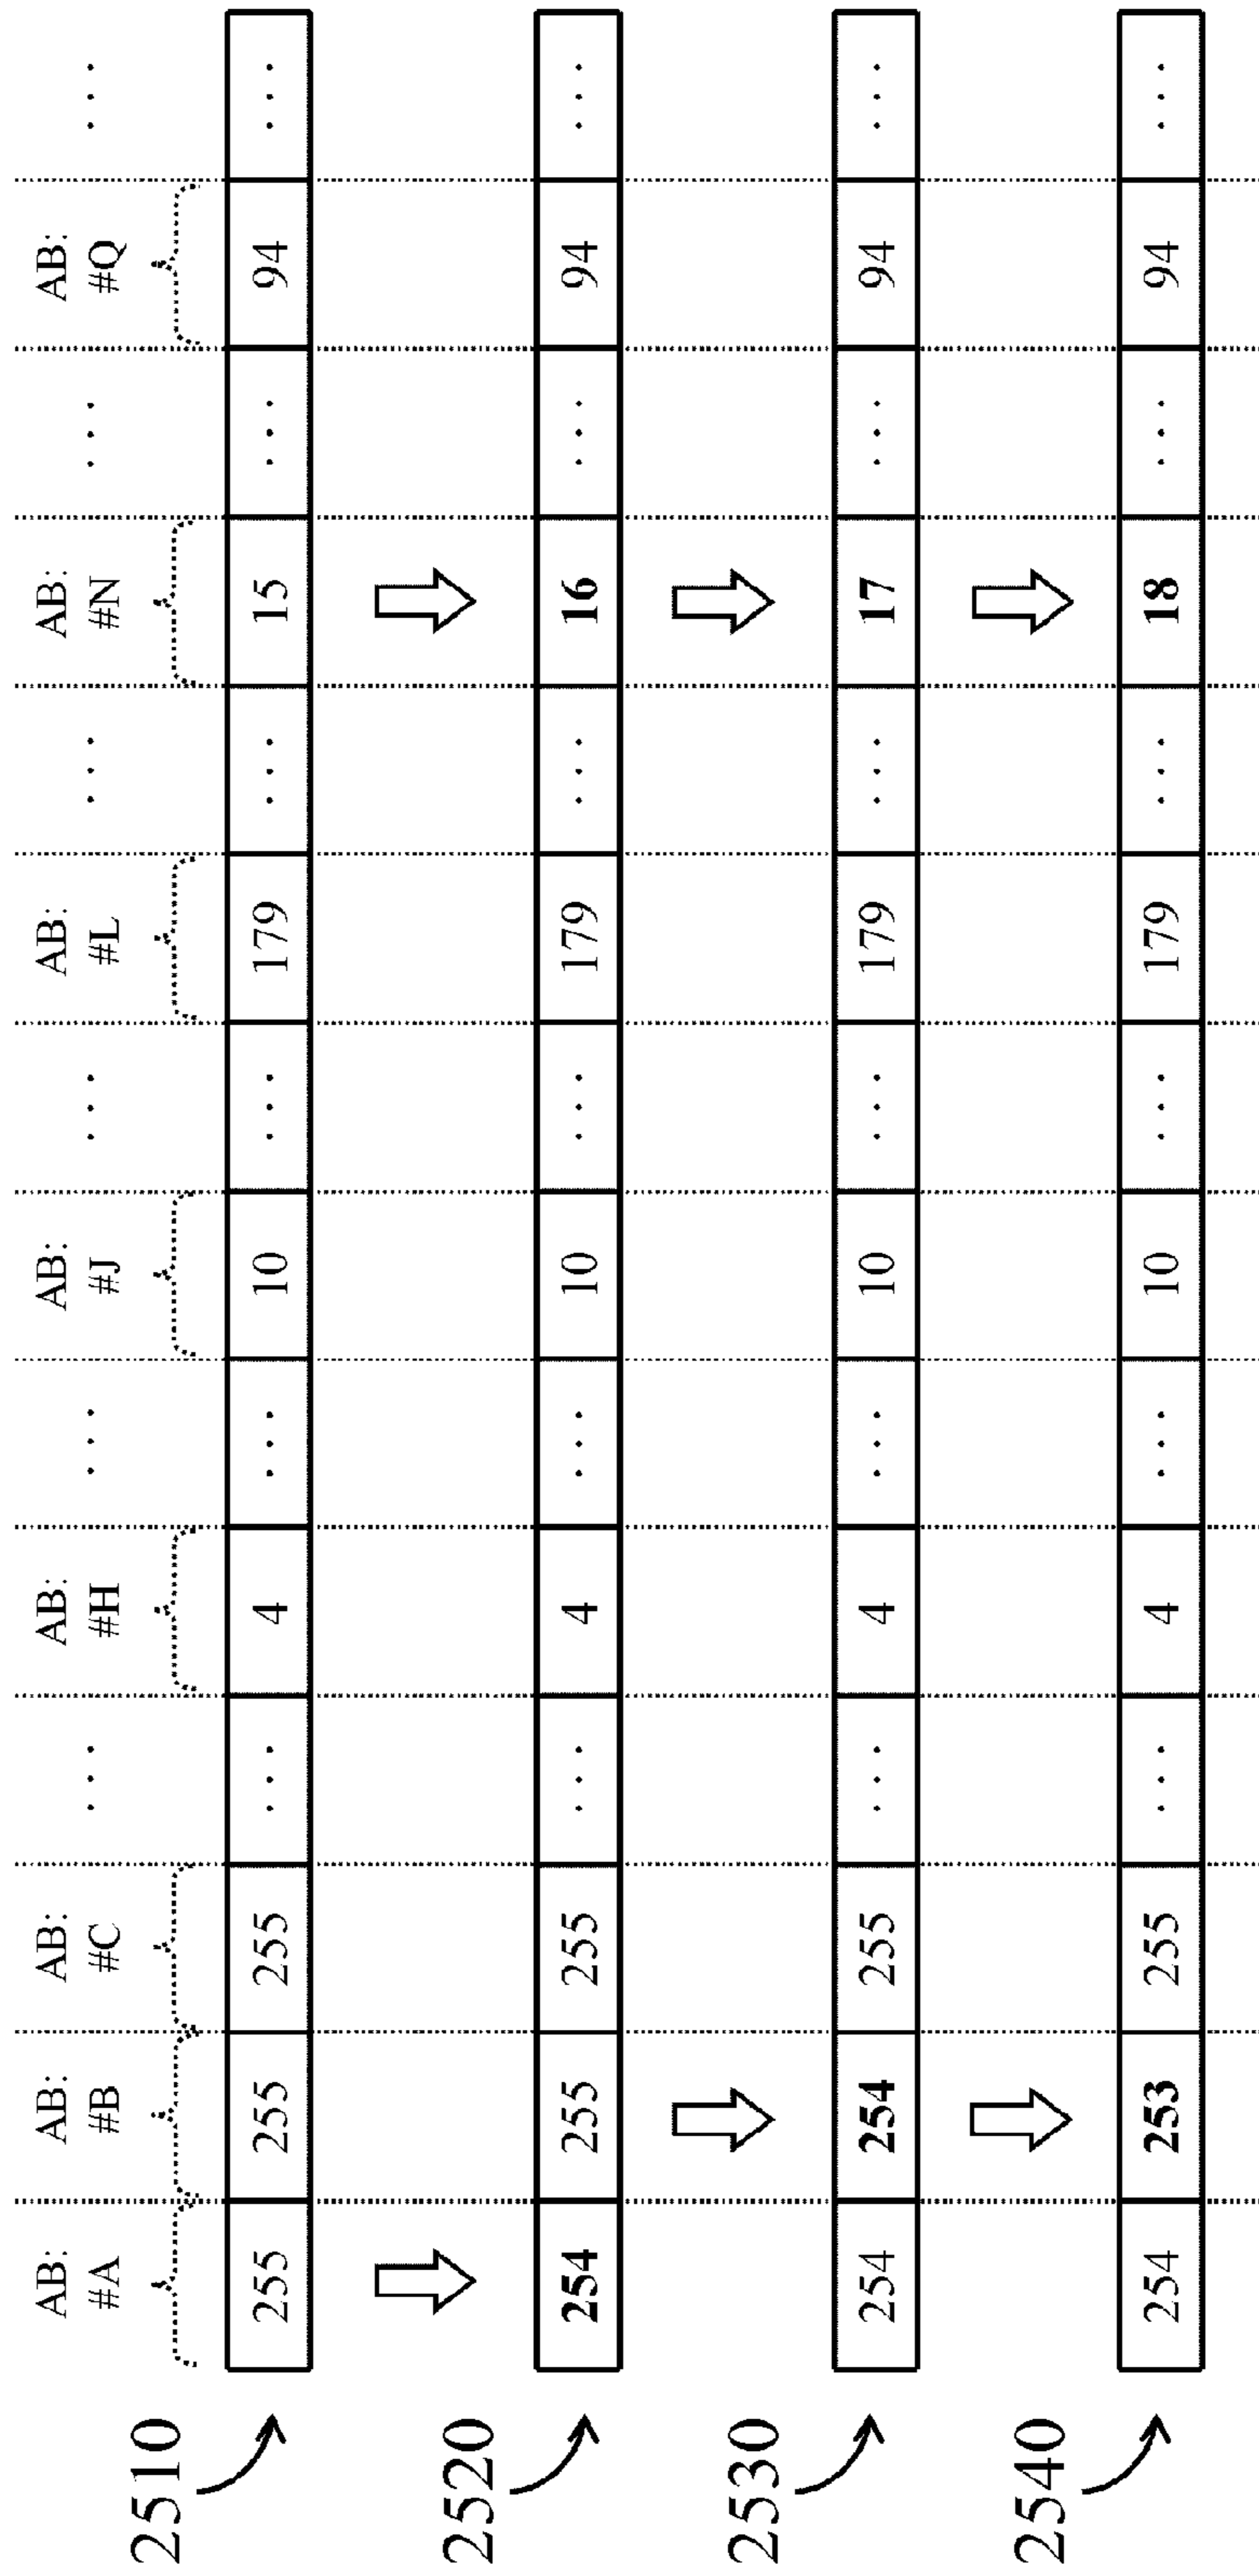 AB: AB: AB: ... AB: ... AB: ... AB: ... AB: ... AB: ...
#A #B #C #H #J #L #N #Q
2510 255 255 255 ... 4 ... 10 ... 179 ... 15 ... 94 ...
2520 254 255 255 ... 4 ... 10 ... 179 ... 16 ... 94 ...
2530 254 254 255 ... 4 ... 10 ... 179 ... 17 ... 94 ...
2540 254 253 255 ... 4 ... 10 ... 179 ... 18 ... 94 ...